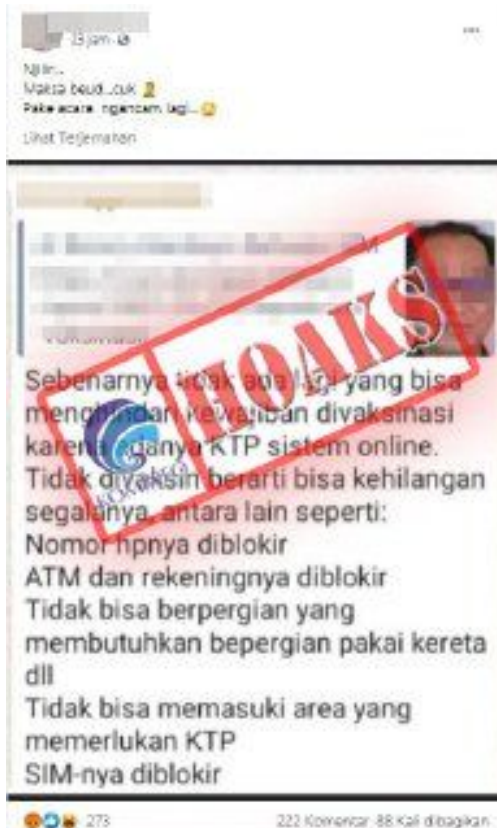 23 jam
Njiirr..
Maksa beud..cuk
Pake acara ngancam lagi..
Lihat Terjemahan
HOAKS
KOMINFO
Sebenarnya tidak ada lagi yang bisa
menghindari kewajiban divaksinasi
karena adanya KTP sistem online.
Tidak divaksin berarti bisa kehilangan
segalanya, antara lain seperti:
Nomor hpnya diblokir
ATM dan rekeningnya diblokir
Tidak bisa berpergian yang
membutuhkan bepergian pakai kereta
dll
Tidak bisa memasuki area yang
memerlukan KTP
SIM-nya diblokir
273
222 Komentar 88 Kali dibagikan